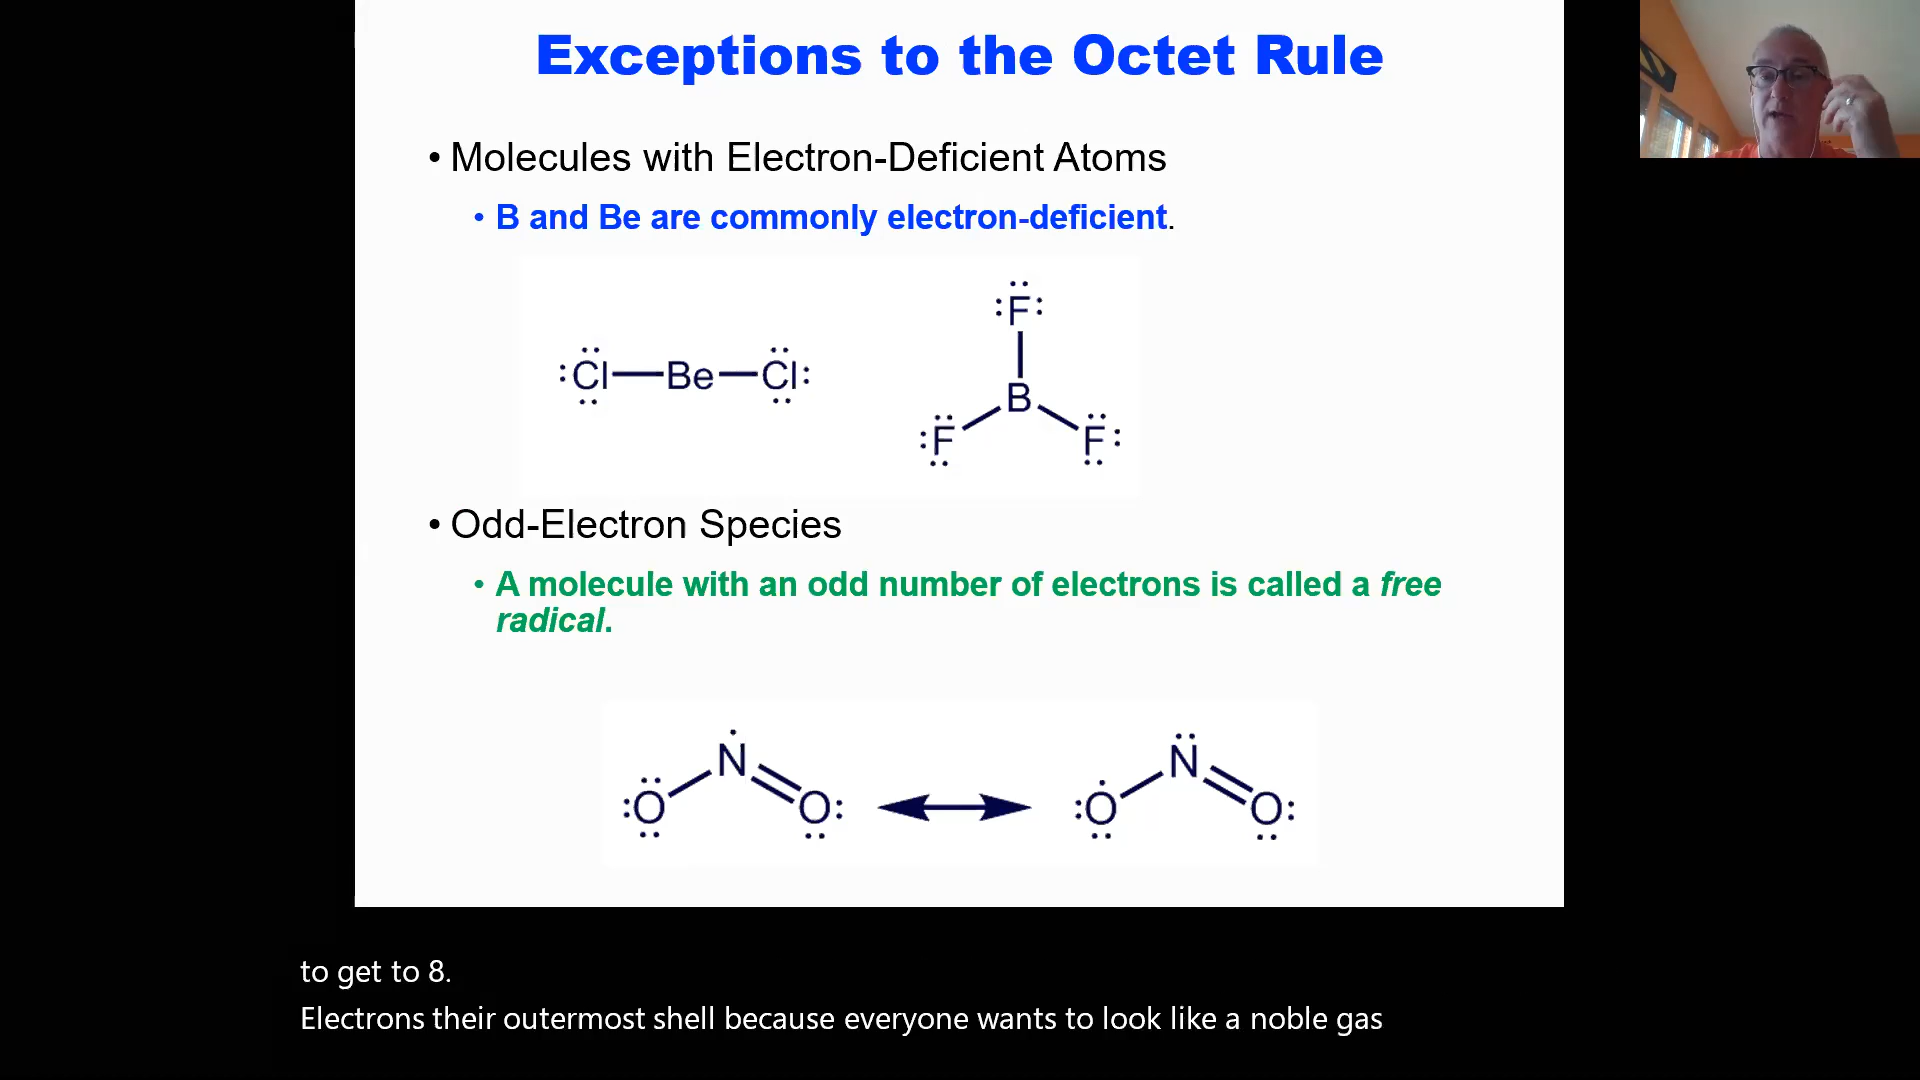 Exceptions to the Octet Rule
• Molecules with Electron-Deficient Atoms
• B and Be are commonly electron-deficient.
:Cl—Be—Cl:
:F:
B
:F F:
• Odd-Electron Species
• A molecule with an odd number of electrons is called a free
radical.
N N
:O O: :O O:
to get to 8.
Electrons their outermost shell because everyone wants to look like a noble gas